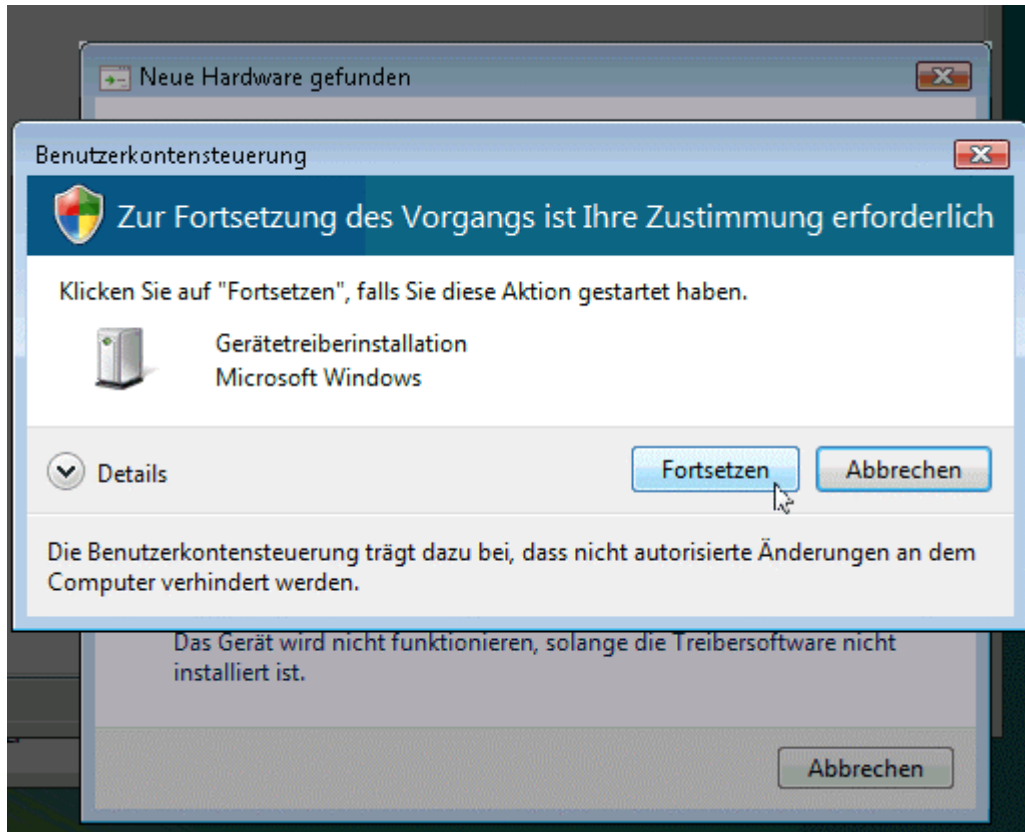 Neue Hardware gefunden
Benutzerkontensteuerung
Zur Fortsetzung des Vorgangs ist Ihre Zustimmung erforderlich
Klicken Sie auf "Fortsetzen", falls Sie diese Aktion gestartet haben.
Gerätetreiberinstallation
Microsoft Windows
Details
Fortsetzen
Abbrechen
Die Benutzerkontensteuerung trägt dazu bei, dass nicht autorisierte Änderungen an dem
Computer verhindert werden.
Das Gerät wird nicht funktionieren, solange die Treibersoftware nicht
installiert ist.
Abbrechen